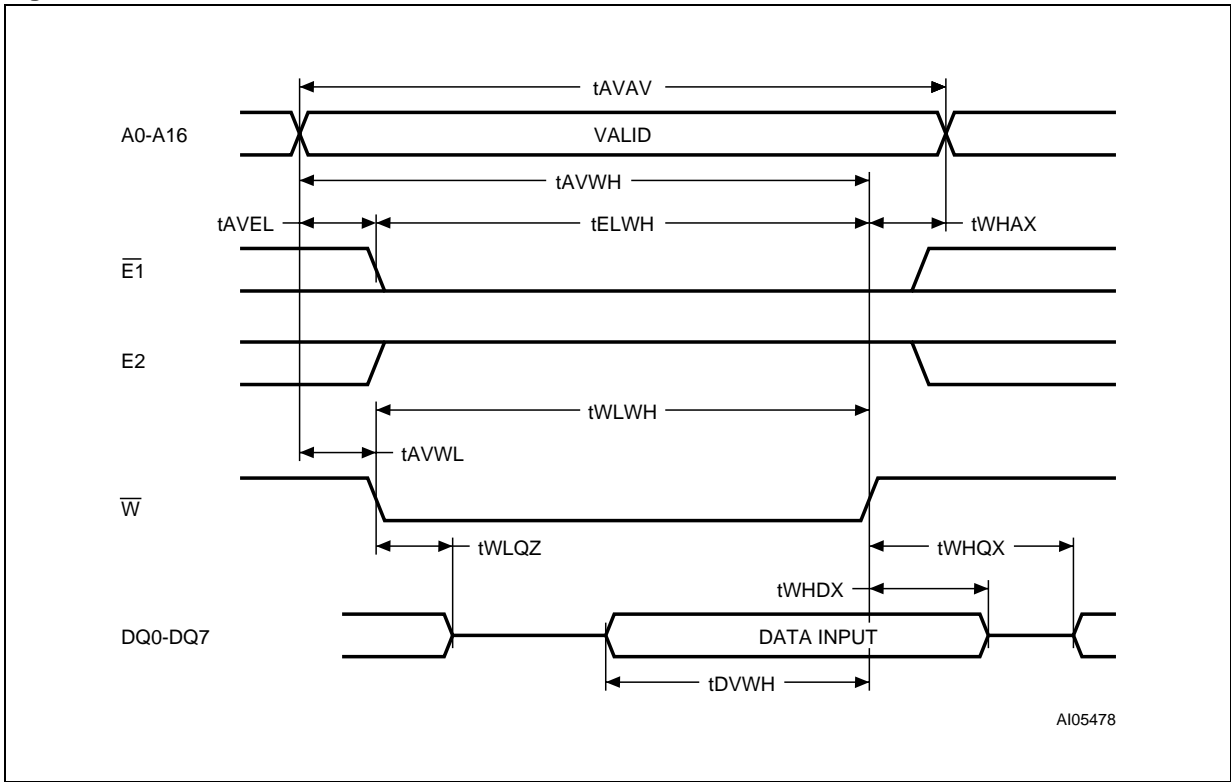 tAVAV
A0-A16
VALID
tAVWH
tAVEL
tELWH
tWHAX
E1
E2
tWLWH
tAVWL
W
tWLQZ
tWHQX
tWHDX
DQ0-DQ7
DATA INPUT
tDVWH
AI05478